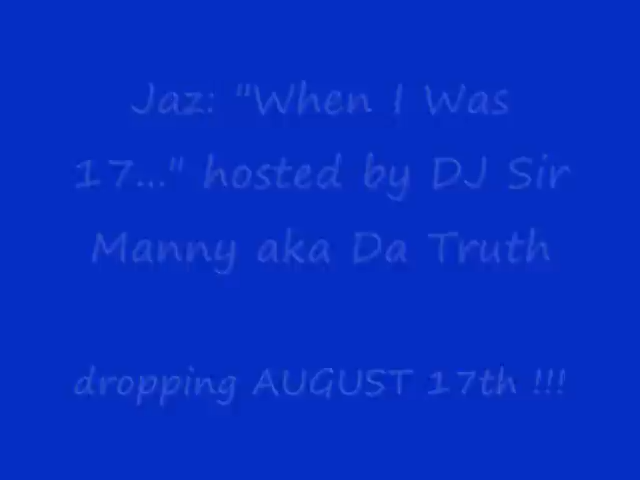 Jaz: "When I Was
17..." hosted by DJ Sir
Manny aka Da Truth
dropping AUGUST 17th !!!